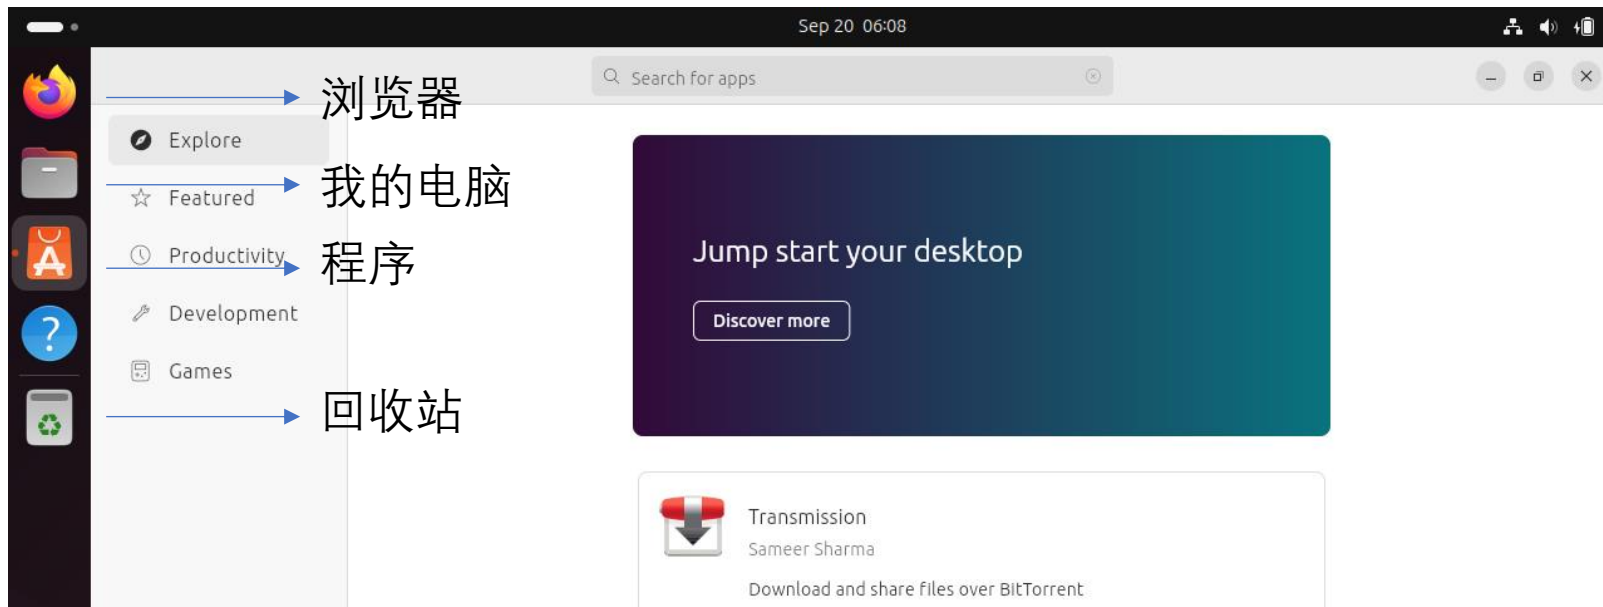 Sep 20 06:08
Search for apps
浏览器
Explore
我的电脑
Featured
程序
Productivity
Development
Games
回收站
Jump start your desktop
Discover more
Transmission
Sameer Sharma
Download and share files over BitTorrent